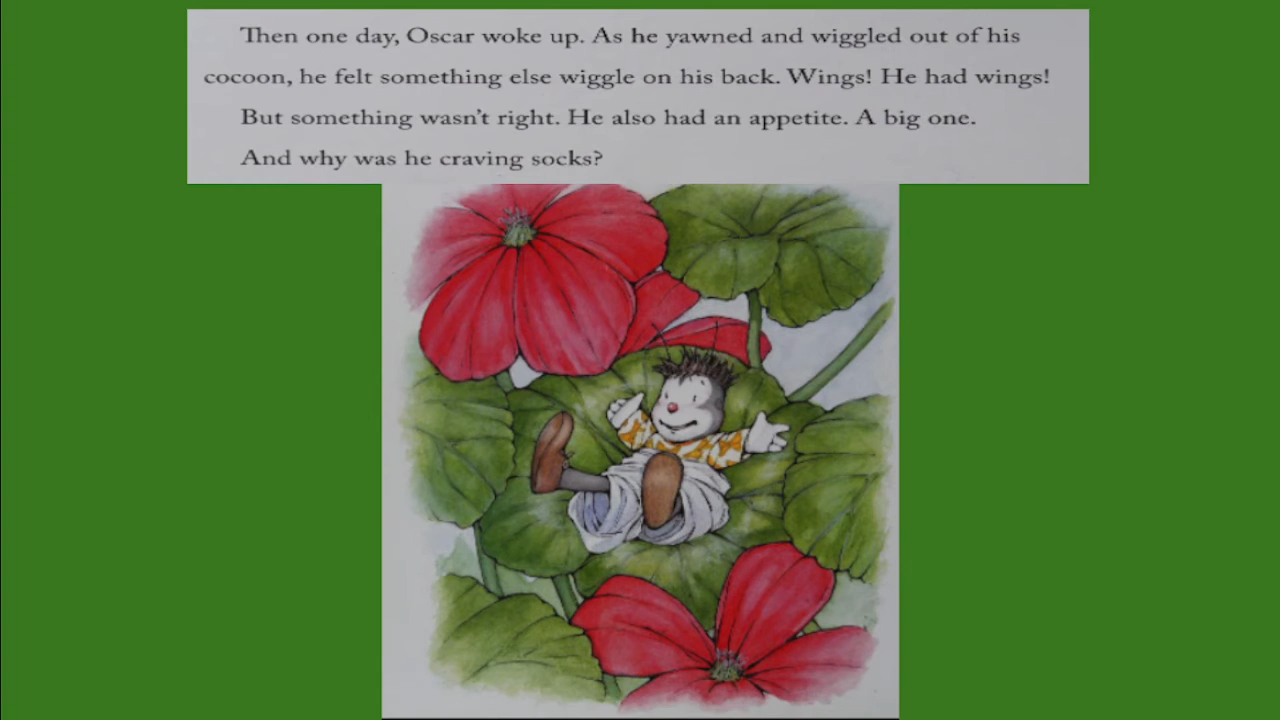 Then one day, Oscar woke up. As he yawned and wiggled out of his
cocoon, he felt something else wiggle on his back. Wings! He had wings!
But something wasn't right. He also had an appetite. A big one.
And why was he craving socks?